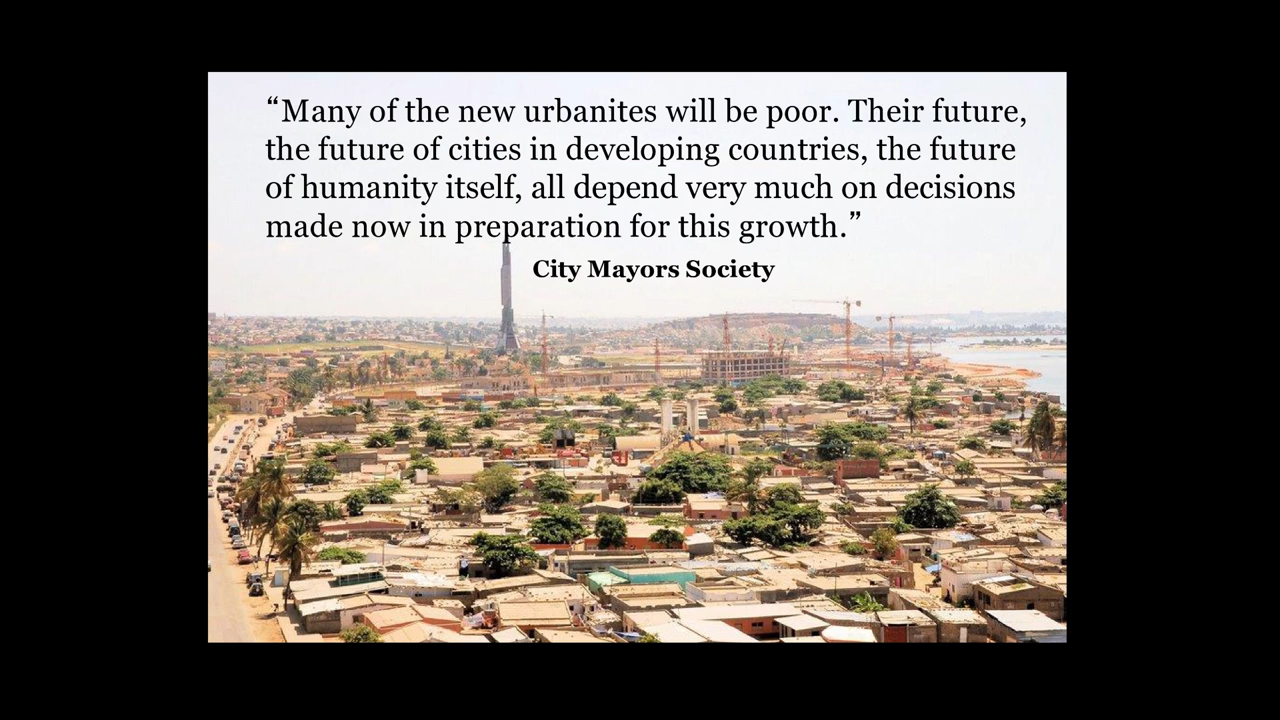 “Many of the new urbanites will be poor. Their future,
the future of cities in developing countries, the future
of humanity itself, all depend very much on decisions
made now in preparation for this growth.”
City Mayors Society